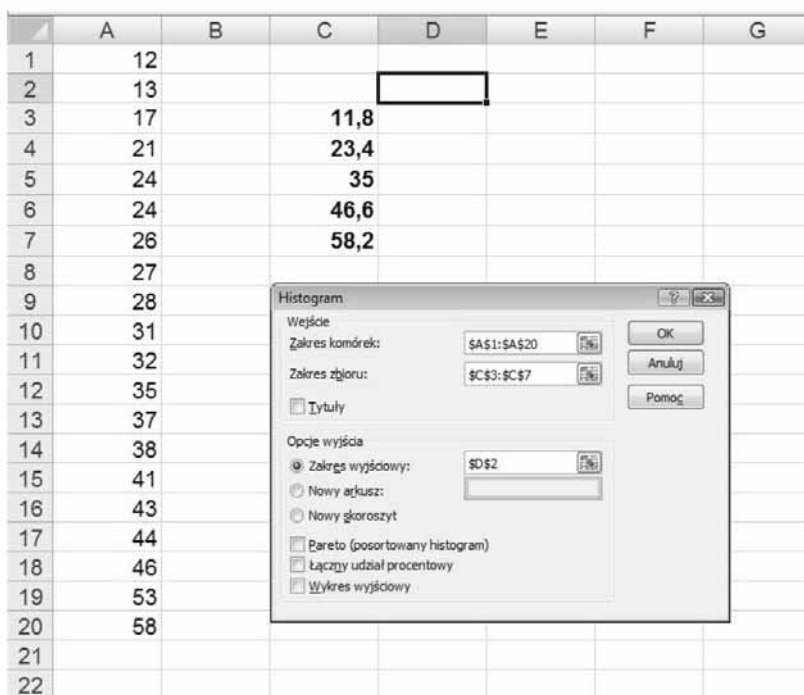 A B C D E F G
1 12
2 13
3 17 11,8
4 21 23,4
5 24 35
6 24 46,6
7 26 58,2
8 27
9 28
10 31
11 32
12 35
13 37
14 38
15 41
16 43
17 44
18 46
19 53
20 58
21
22
Histogram
Wejście
Zakres komórek: $A$1:$A$20
Zakres zbioru: $C$3:$C$7
Tytuły
OK
Anuluj
Pomoc
Opcje wyjścia
Zakres wyjściowy: $D$2
Nowy arkusz:
Nowy skoroszyt
Pareto (posortowany histogram)
Łączny udział procentowy
Wykres wyjściowy